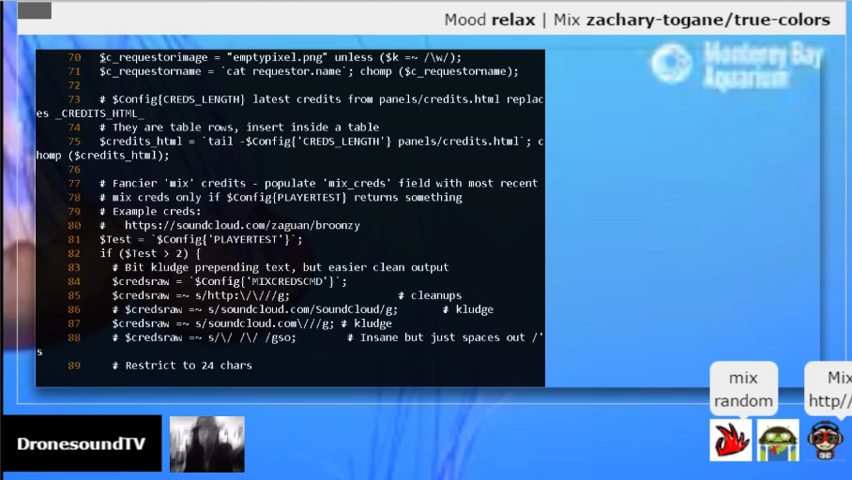 Mood relax | Mix zachary-togane/true-colors
Monterey Bay
Aquarium
70 $c_requestorimage = "emptypixel.png" unless ($k =~ /\w/);
71 $c_requestorname = `cat requestor.name`; chomp ($c_requestorname);
72
73 # $Config{CREDS_LENGTH} latest credits from panels/credits.html replac
es _CREDITS_HTML_
74 # They are table rows, insert inside a table
75 $credits_html = `tail -$Config{'CREDS_LENGTH'} panels/credits.html`; c
homp ($credits_html);
76
77 # Fancier 'mix' credits - populate 'mix_creds' field with most recent
78 # mix creds only if $Config{PLAYERTEST} returns something
79 # Example creds:
80 #   https://soundcloud.com/zaguan/broonzy
81 $Test = `$Config{'PLAYERTEST'}`;
82 if ($Test > 2) {
83 # Bit kludge prepending text, but easier clean output
84 $credsraw = `$Config{'MIXCREDSCMD'}`;
85 $credsraw =~ s/http:\/\///g; # cleanups
86 # $credsraw =~ s/soundcloud.com/SoundCloud/g; # kludge
87 $credsraw =~ s/soundcloud.com\///g; # kludge
88 # $credsraw =~ s/\/ /\/ /gso; # Insane but just spaces out /'
s
89 # Restrict to 24 chars
mix
random
Mix
http//
DronesoundTV